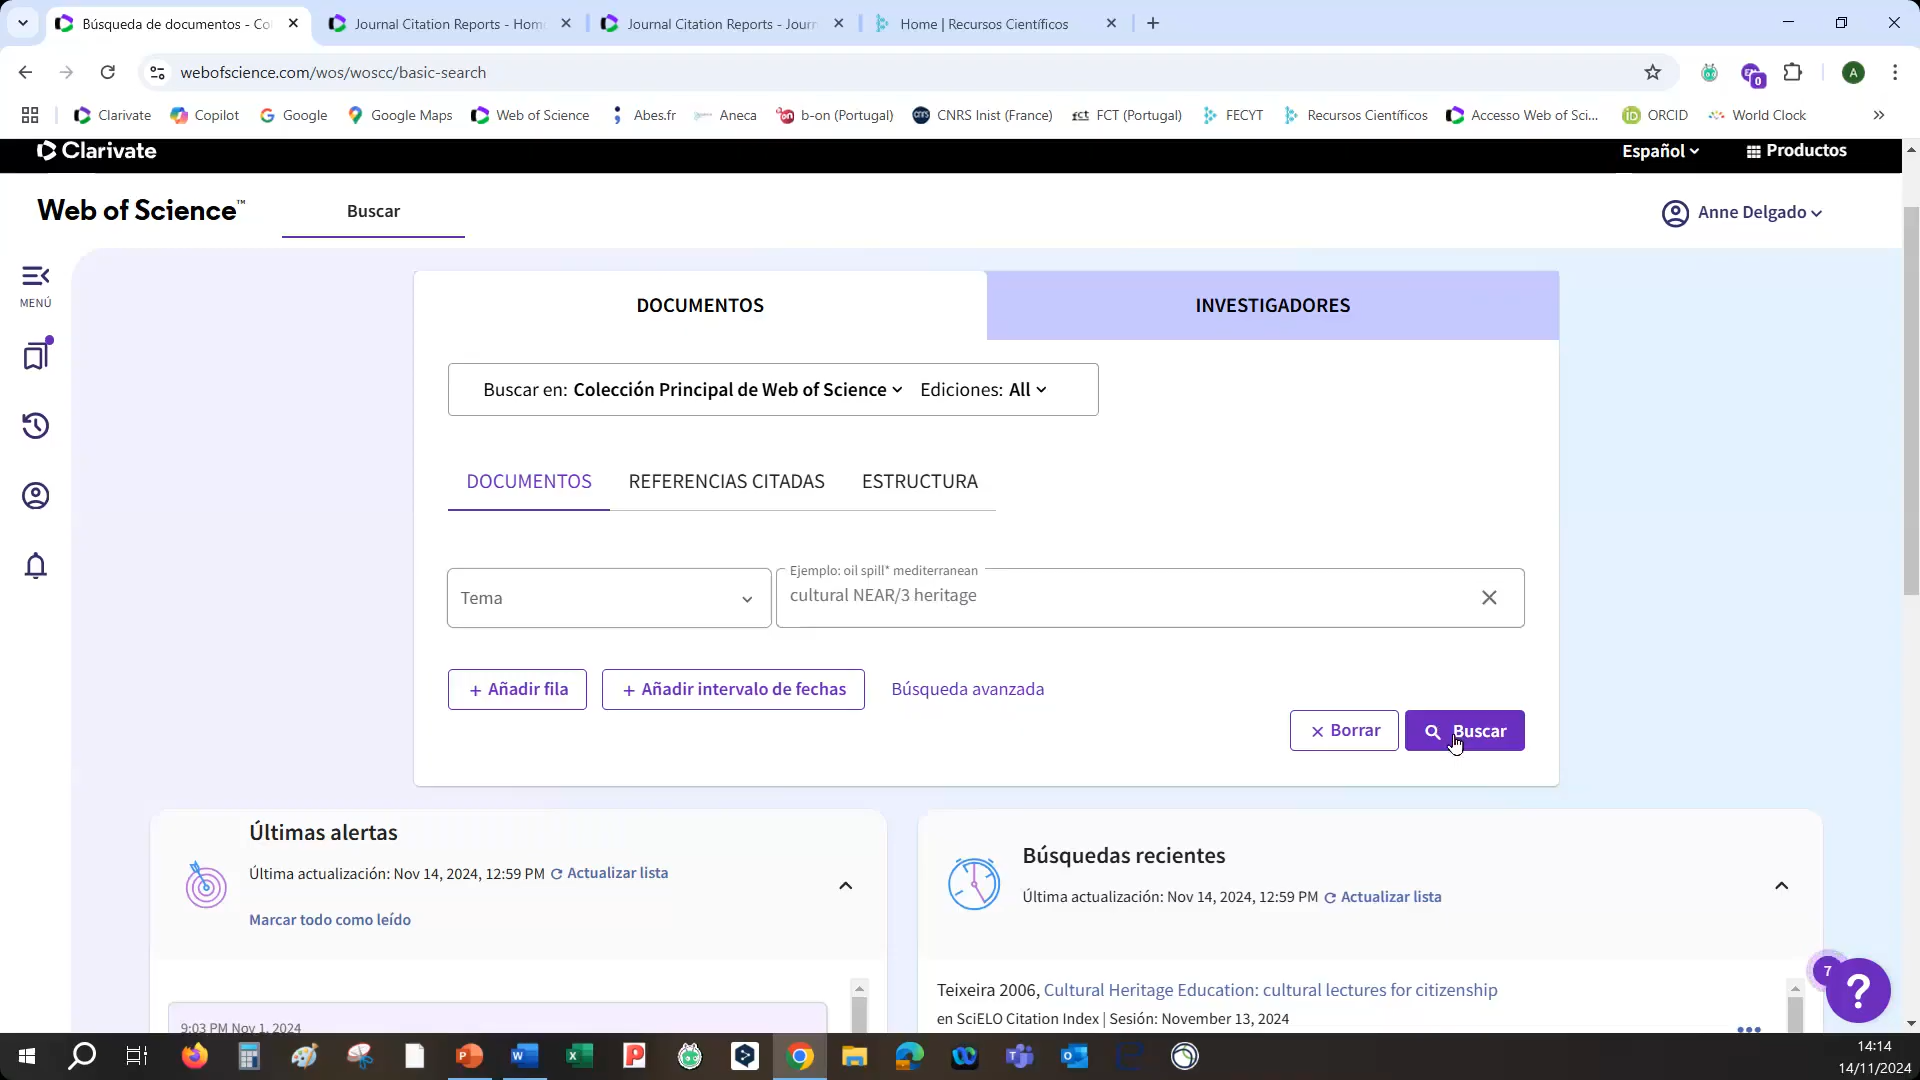 Búsqueda de documentos - Co
Journal Citation Reports - Hom
Journal Citation Reports - Jour
Home | Recursos Científicos
webofscience.com/wos/woscc/basic-search
0
A
Clarivate
Copilot
Google
Google Maps
Web of Science
Abes.fr
Aneca
b-on (Portugal)
CNRS Inist (France)
FCT (Portugal)
FECYT
Recursos Científicos
Accesso Web of Sci...
ORCID
World Clock
Clarivate
Español
Productos
Web of Science™
Buscar
Anne Delgado
MENÚ
DOCUMENTOS
INVESTIGADORES
Buscar en: Colección Principal de Web of Science
Ediciones: All
DOCUMENTOS
REFERENCIAS CITADAS
ESTRUCTURA
Tema
Ejemplo: oil spill* mediterranean
cultural NEAR/3 heritage
+ Añadir fila
+ Añadir intervalo de fechas
Búsqueda avanzada
× Borrar
Buscar
Últimas alertas
Última actualización: Nov 14, 2024, 12:59 PM
Actualizar lista
Marcar todo como leído
9:03 PM Nov 1, 2024
Búsquedas recientes
Última actualización: Nov 14, 2024, 12:59 PM
Actualizar lista
Teixeira 2006, Cultural Heritage Education: cultural lectures for citizenship
en SciELO Citation Index | Sesión: November 13, 2024
7
?
14:14
14/11/2024